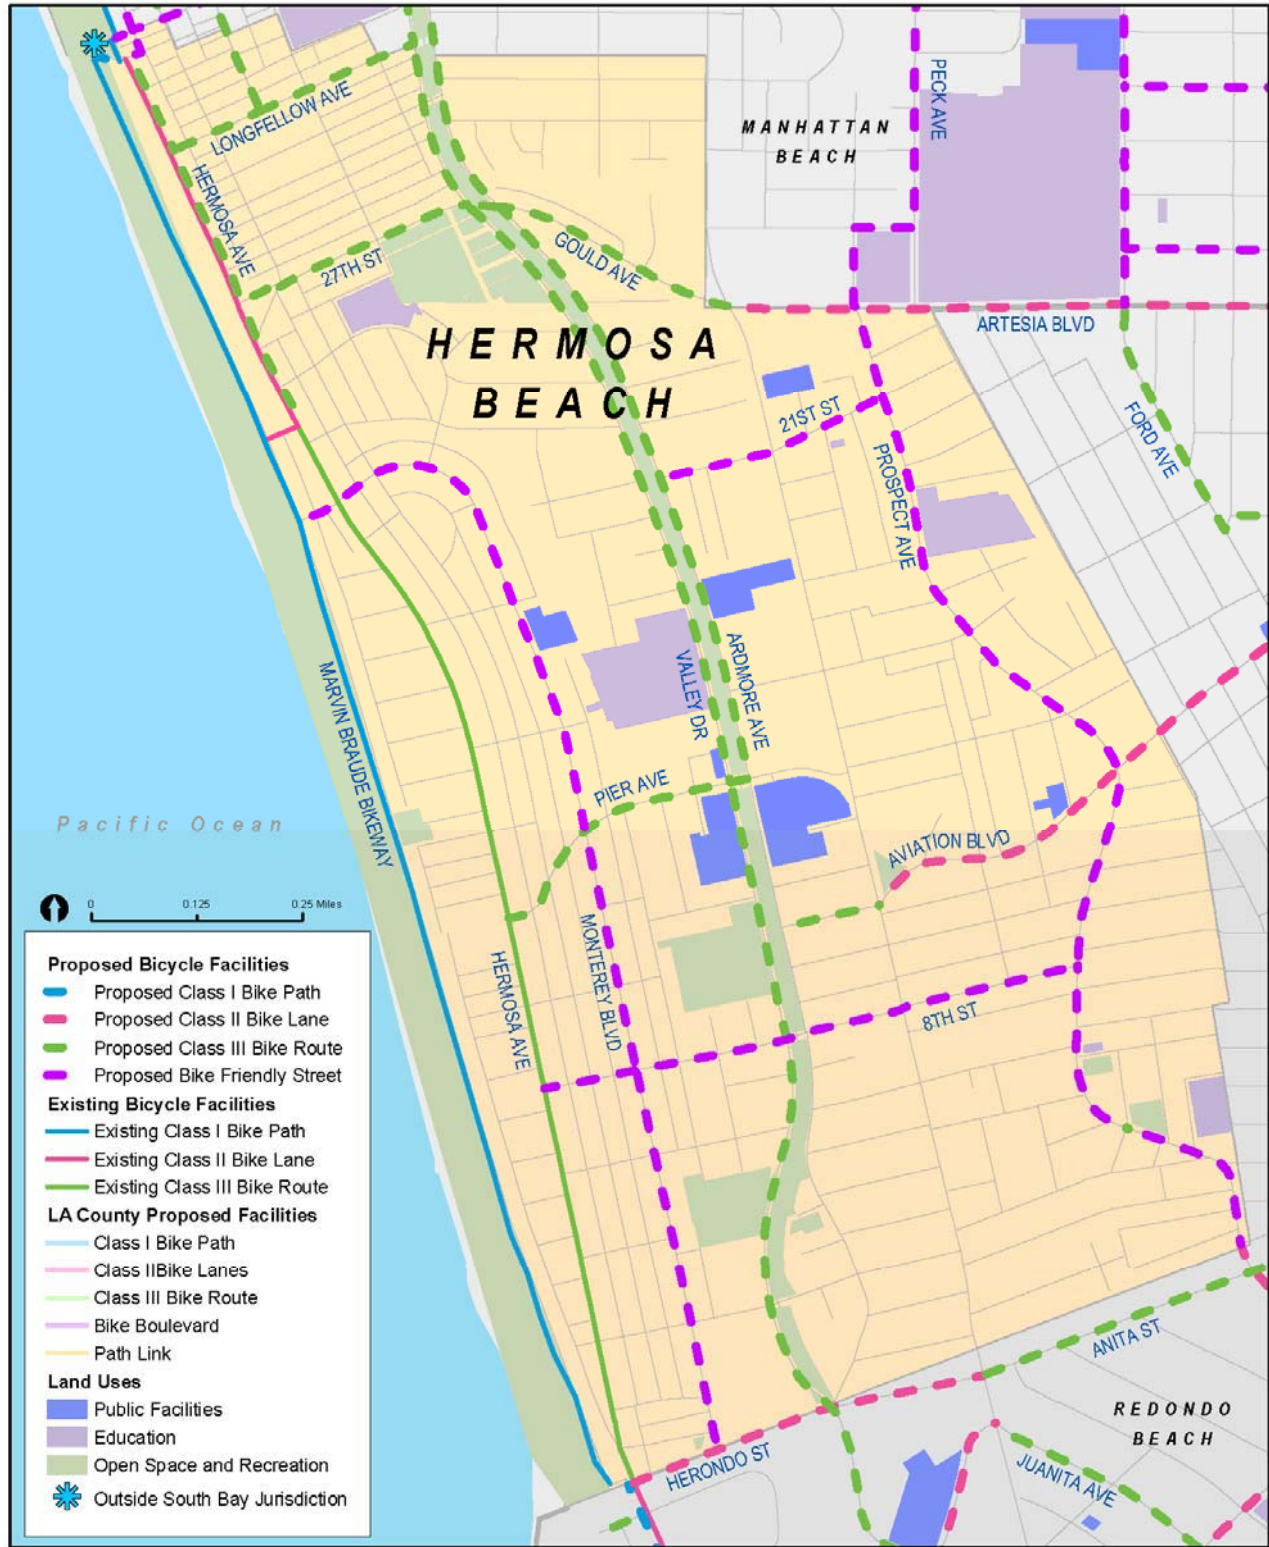 PECK AVE
MANHATTAN
BEACH
LONGFELLOW AVE
HERMOSA AVE
27TH ST
GOULD AVE
ARTESIA BLVD
HERMOSA
BEACH
21ST ST
FORD AVE
PROSPECT AVE
MARVIN BRAUDE BIKEWAY
VALLEY DR
ARDMORE AVE
PIER AVE
Pacific Ocean
AVIATION BLVD
0 0.125 0.25 Miles
HERMOSA AVE
MONTEREY BLVD
8TH ST
Proposed Bicycle Facilities
Proposed Class I Bike Path
Proposed Class II Bike Lane
Proposed Class III Bike Route
Proposed Bike Friendly Street
Existing Bicycle Facilities
Existing Class I Bike Path
Existing Class II Bike Lane
Existing Class III Bike Route
LA County Proposed Facilities
Class I Bike Path
Class IIBike Lanes
Class III Bike Route
Bike Boulevard
Path Link
Land Uses
Public Facilities
Education
Open Space and Recreation
Outside South Bay Jurisdiction
ANITA ST
REDONDO
BEACH
HERONDO ST
JUANITA AVE